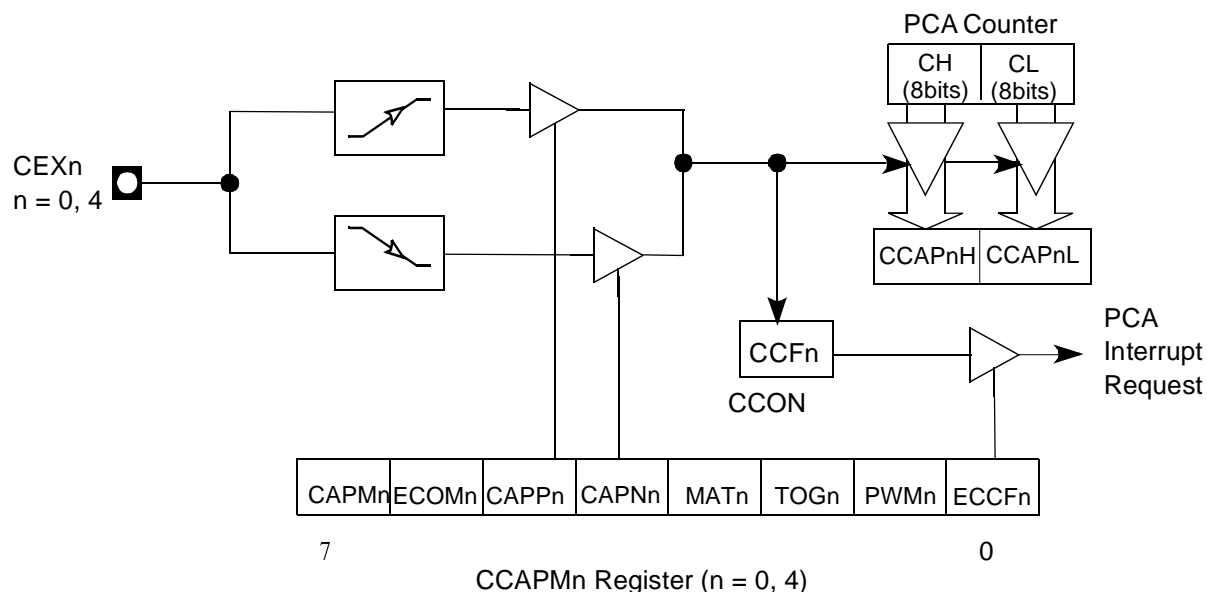 PCA Counter
CH
(8bits)
CL
(8bits)
CEXn
n = 0, 4
CCAPnH
CCAPnL
CCFn
CCON
PCA
Interrupt
Request
CAPMn
ECOMn
CAPPn
CAPNn
MATn
TOGn
PWMn
ECCFn
7
0
CCAPMn Register (n = 0, 4)